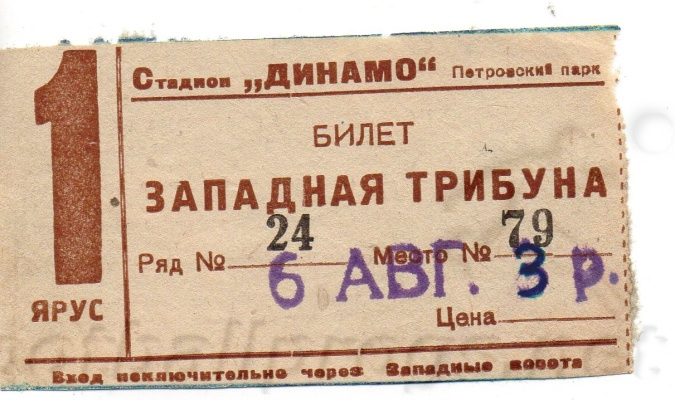 1
ЯРУС
Стадион „ДИНАМО“ Петровский парк
БИЛЕТ
ЗАПАДНАЯ ТРИБУНА
Ряд № 24 Место № 79
6 АВГ. 3 р.
Цена
Вход исключительно через Западные ворота